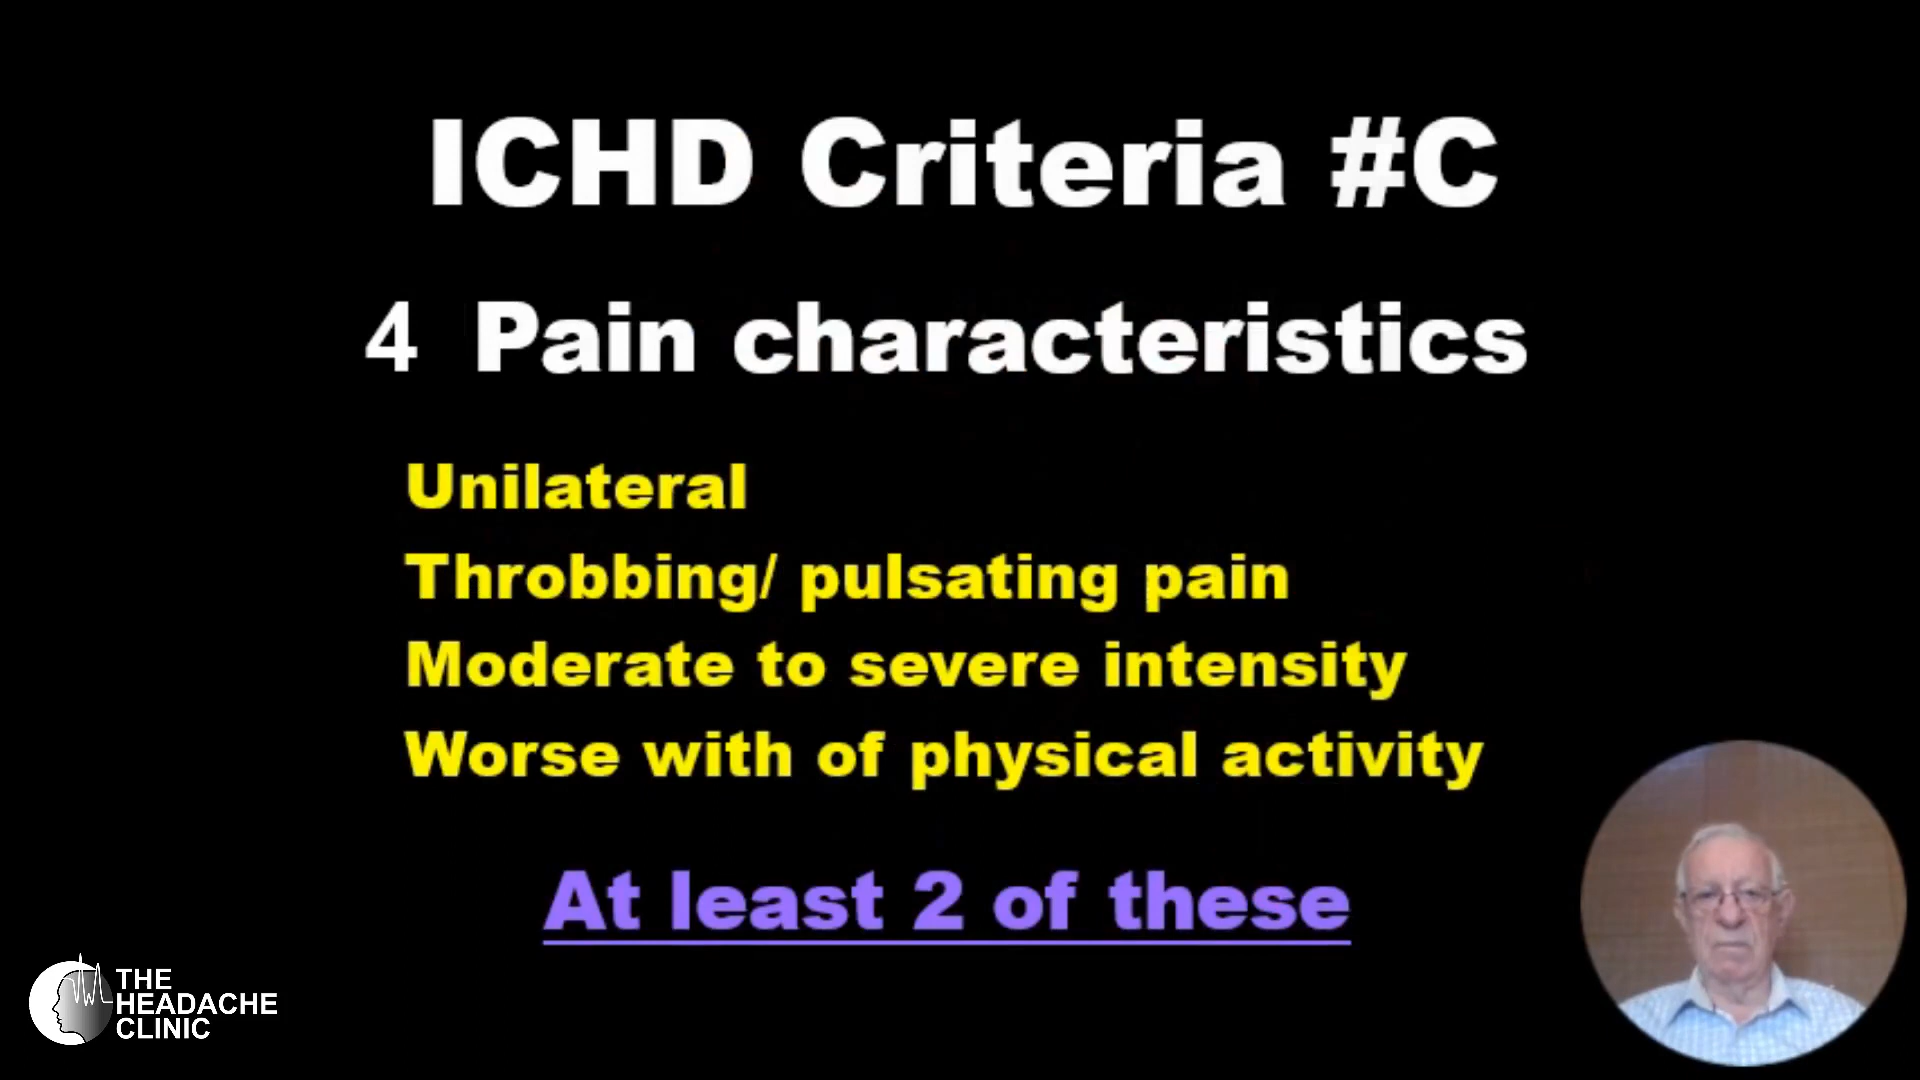 ICHD Criteria #C
4 Pain characteristics
Unilateral
Throbbing/ pulsating pain
Moderate to severe intensity
Worse with of physical activity
At least 2 of these
THE
HEADACHE
CLINIC